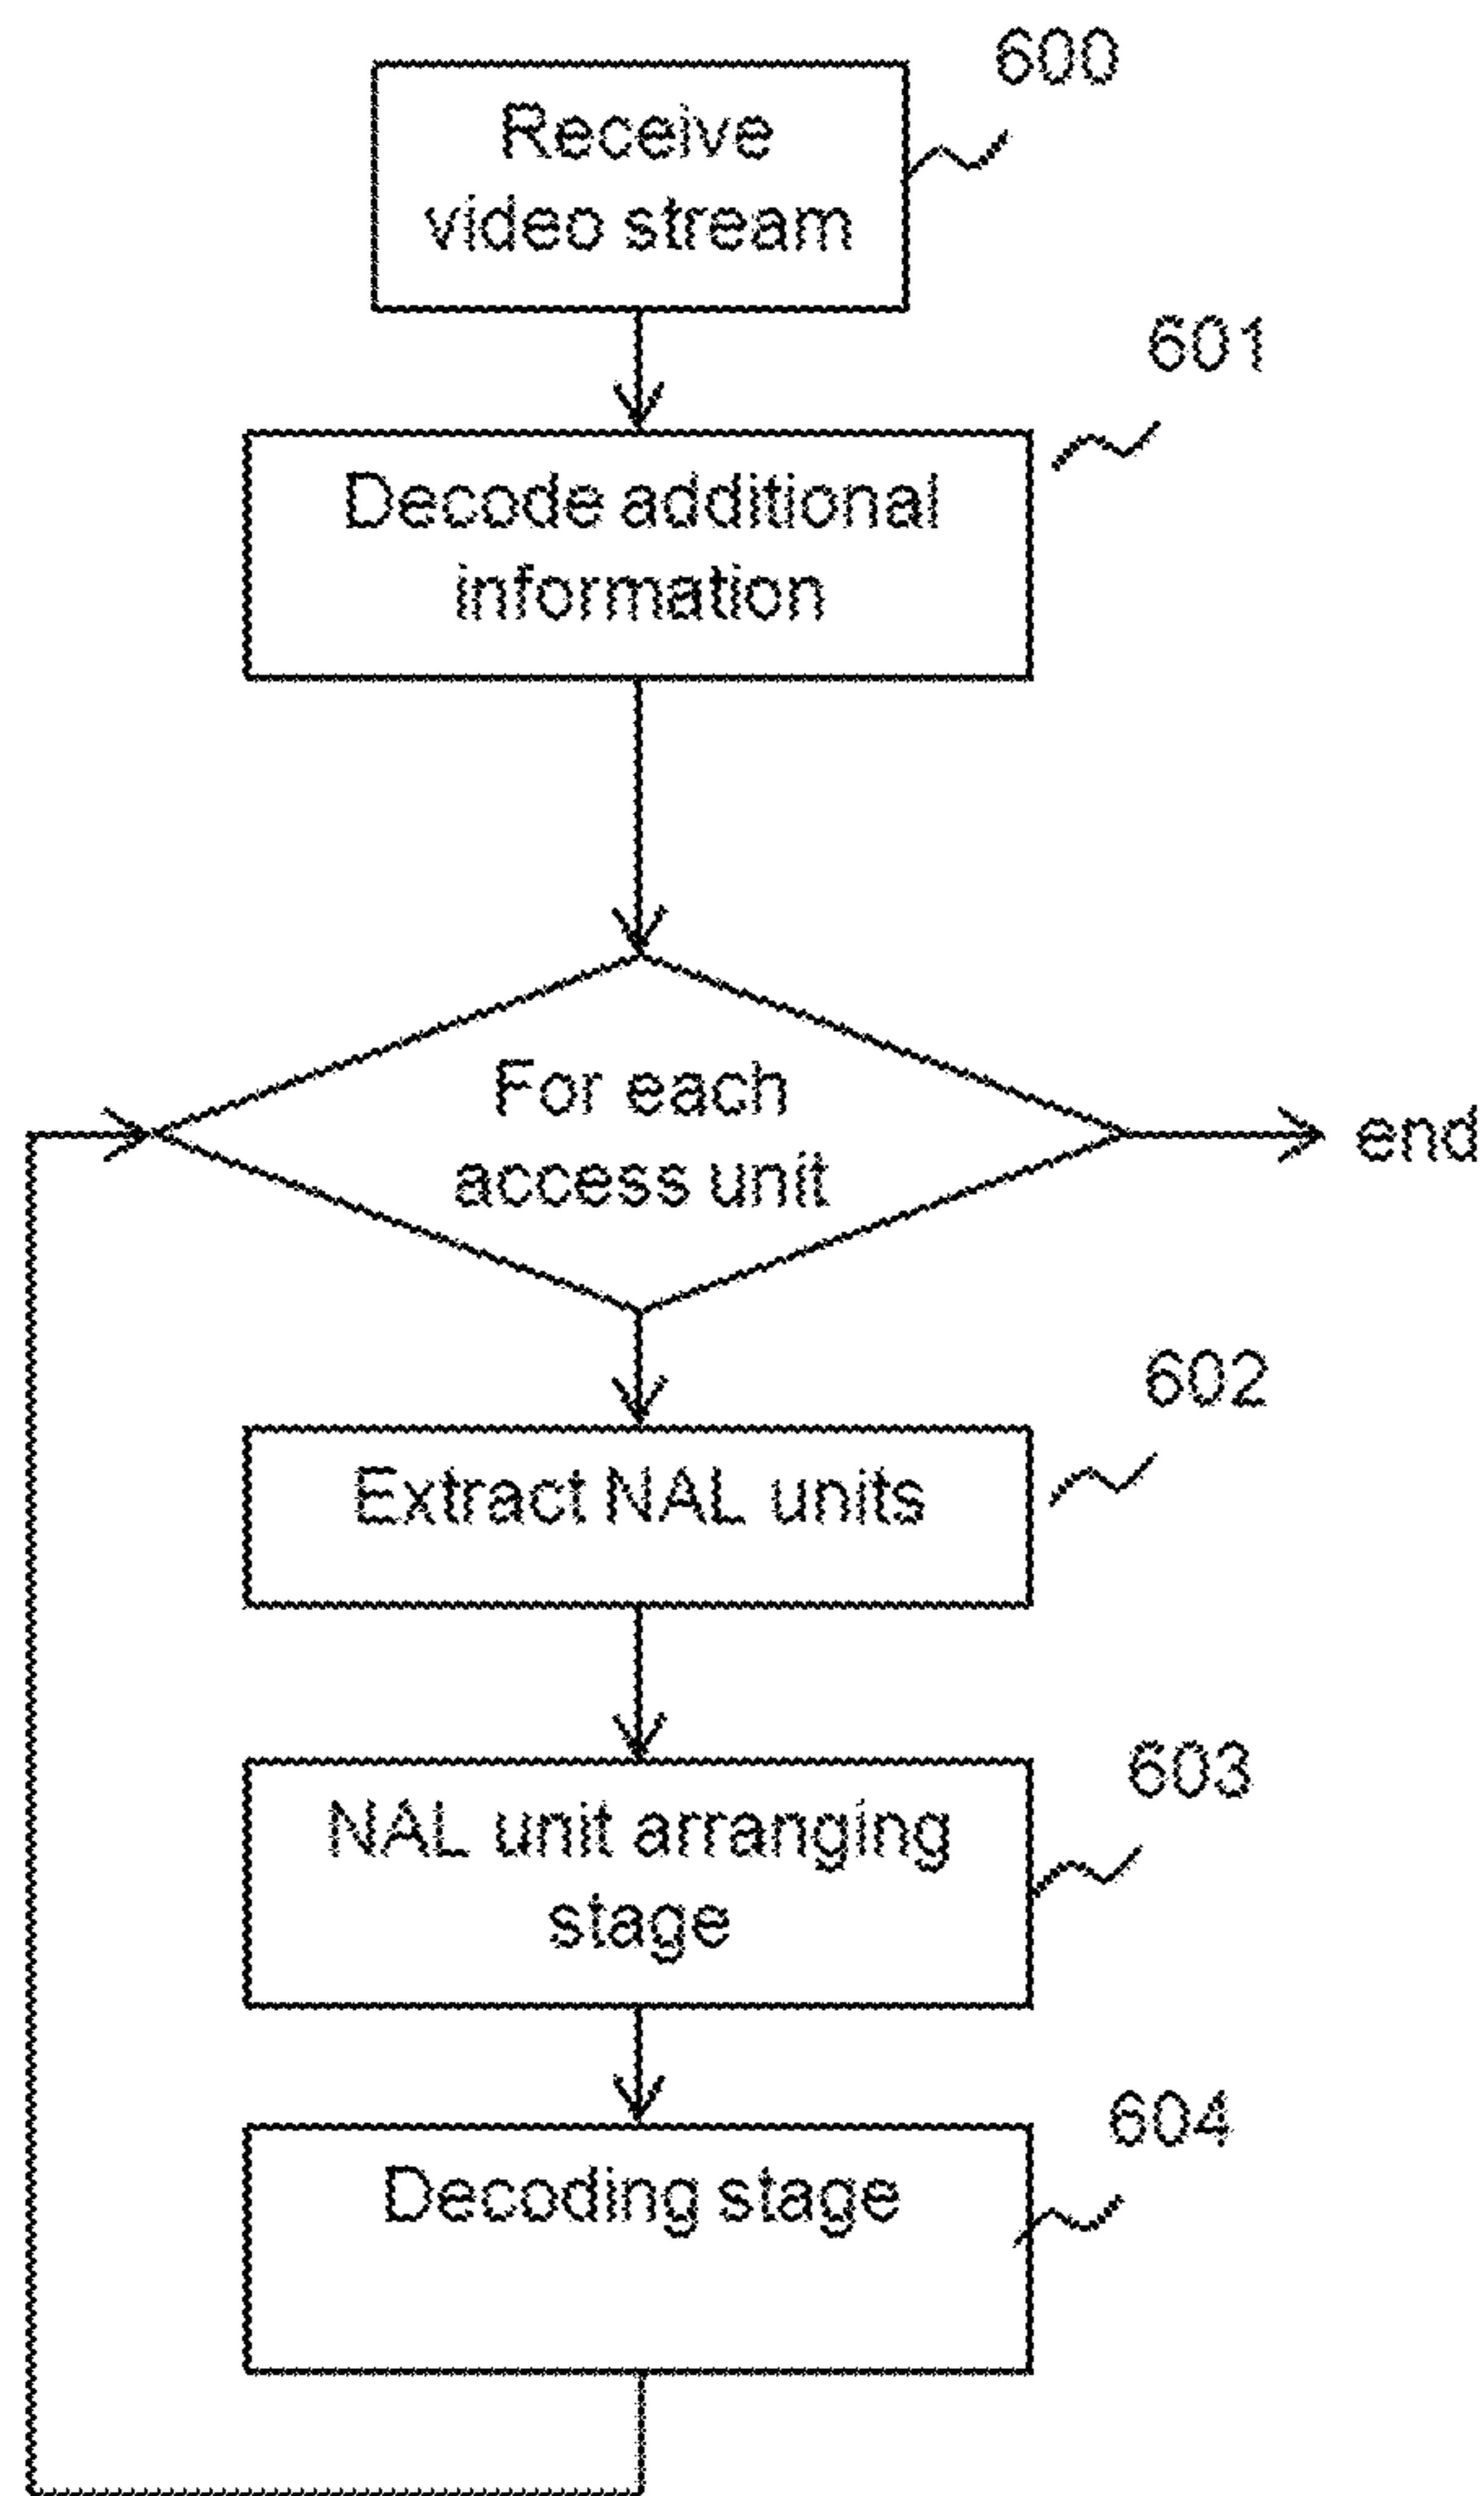 600
Receive
video stream
601
Decode additional
information
For each
access unit
end
602
Extract NAL units
603
NAL unit arranging
stage
604
Decoding stage